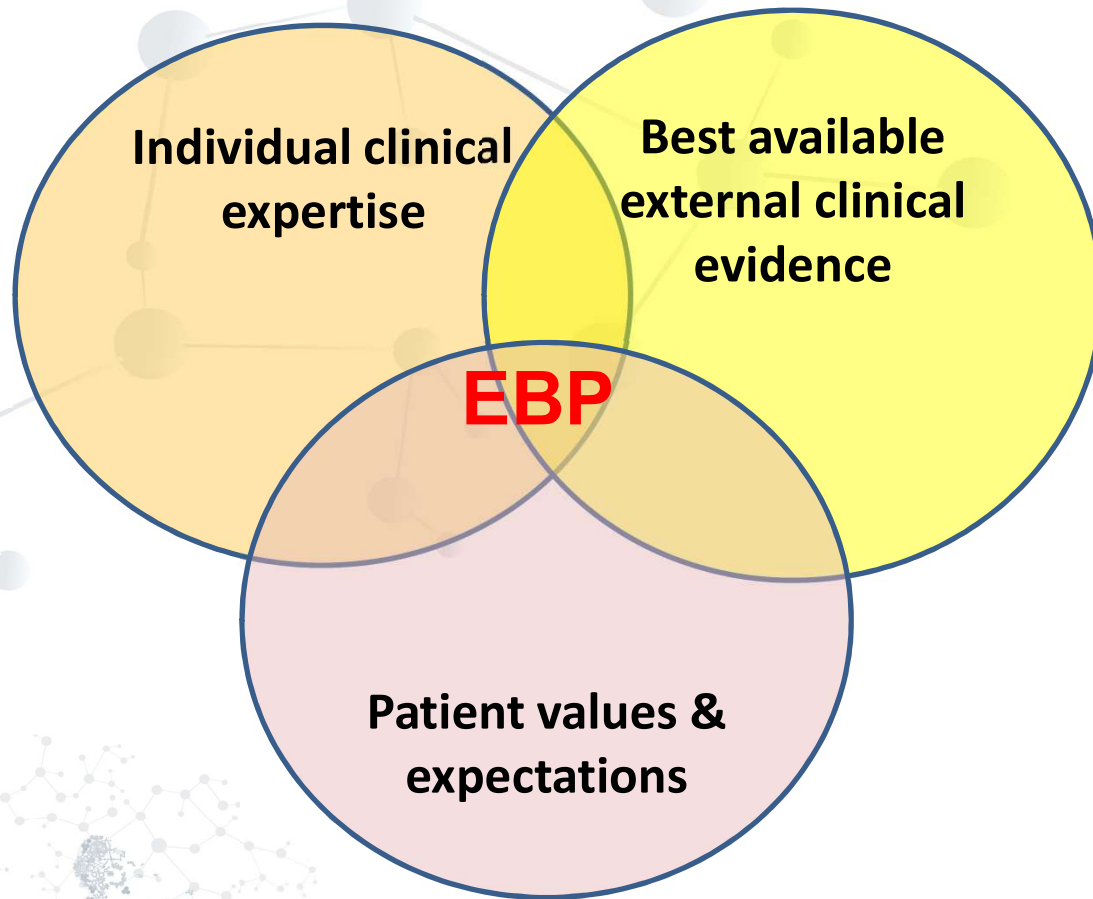 Individual clinical
expertise
Best available
external clinical
evidence
EBP
Patient values &
expectations